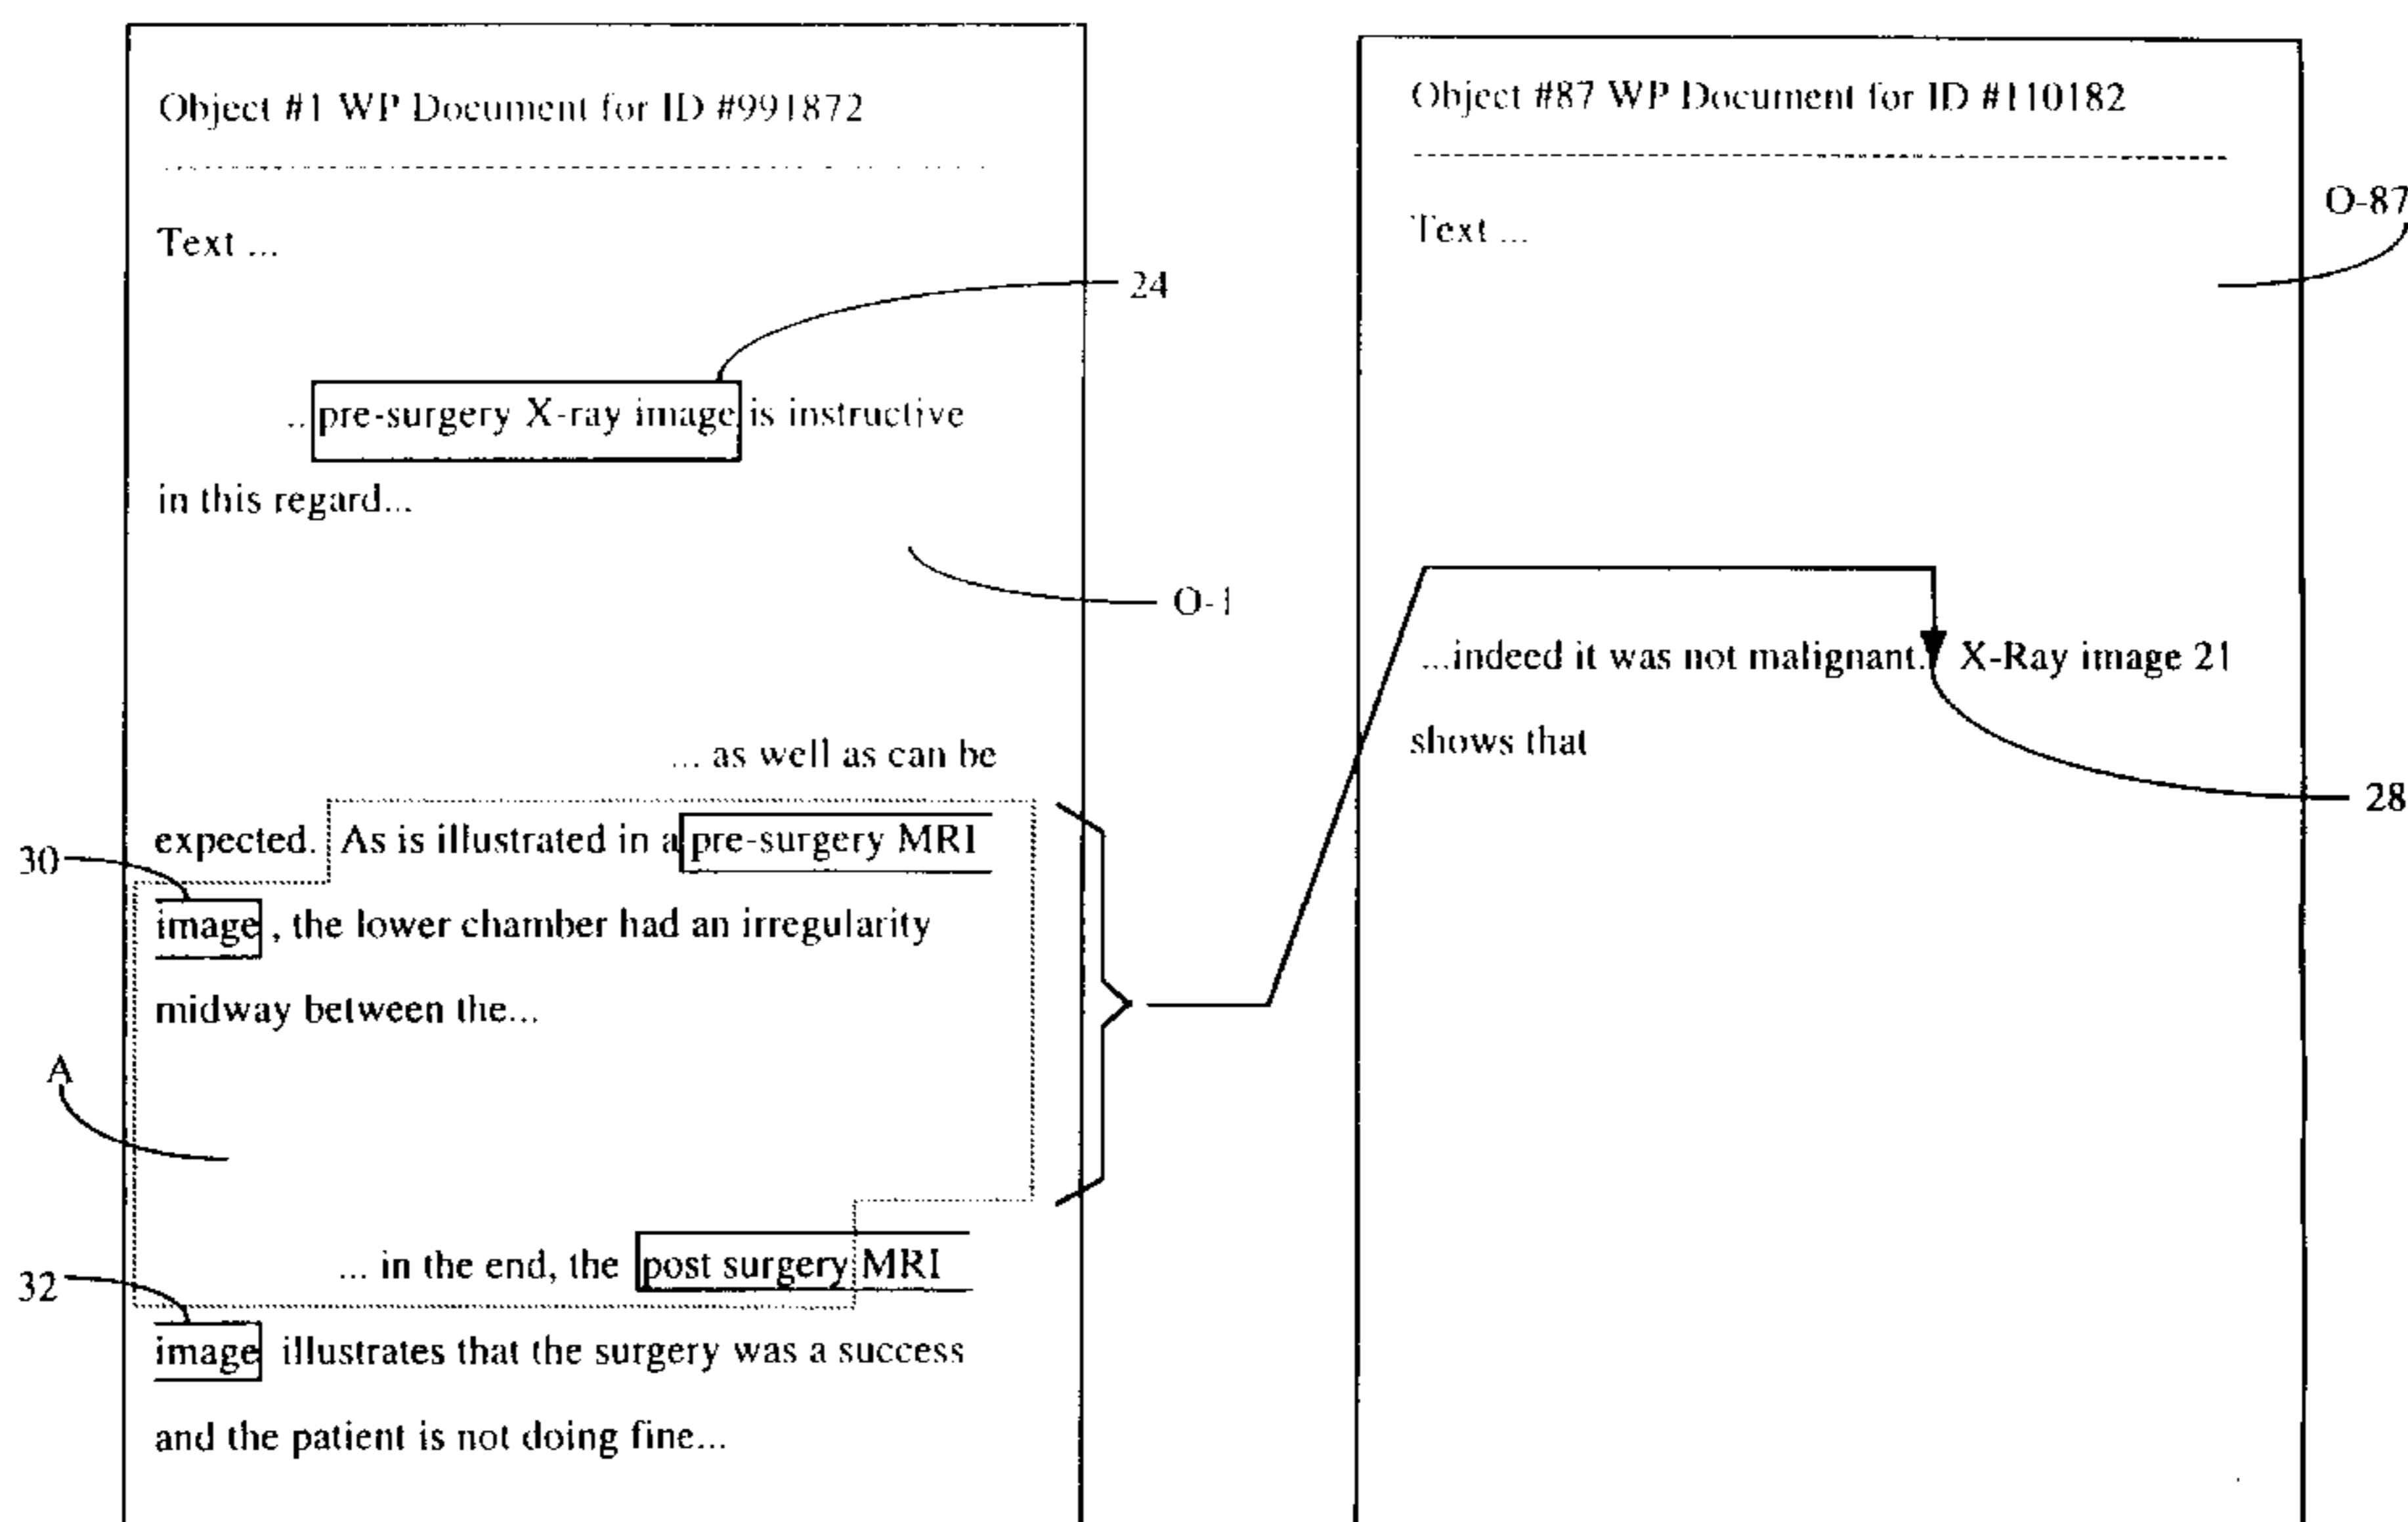 Object #1 WP Document for ID #991872
Text ...
24
.. pre-surgery X-ray image is instructive
in this regard...
O-1
... as well as can be
expected. As is illustrated in a pre-surgery MRI
30
image , the lower chamber had an irregularity
midway between the...
A
... in the end, the post surgery MRI
32
image illustrates that the surgery was a success
and the patient is not doing fine...
Object #87 WP Document for ID #110182
O-87
Text ...
...indeed it was not malignant. X-Ray image 21
shows that
28